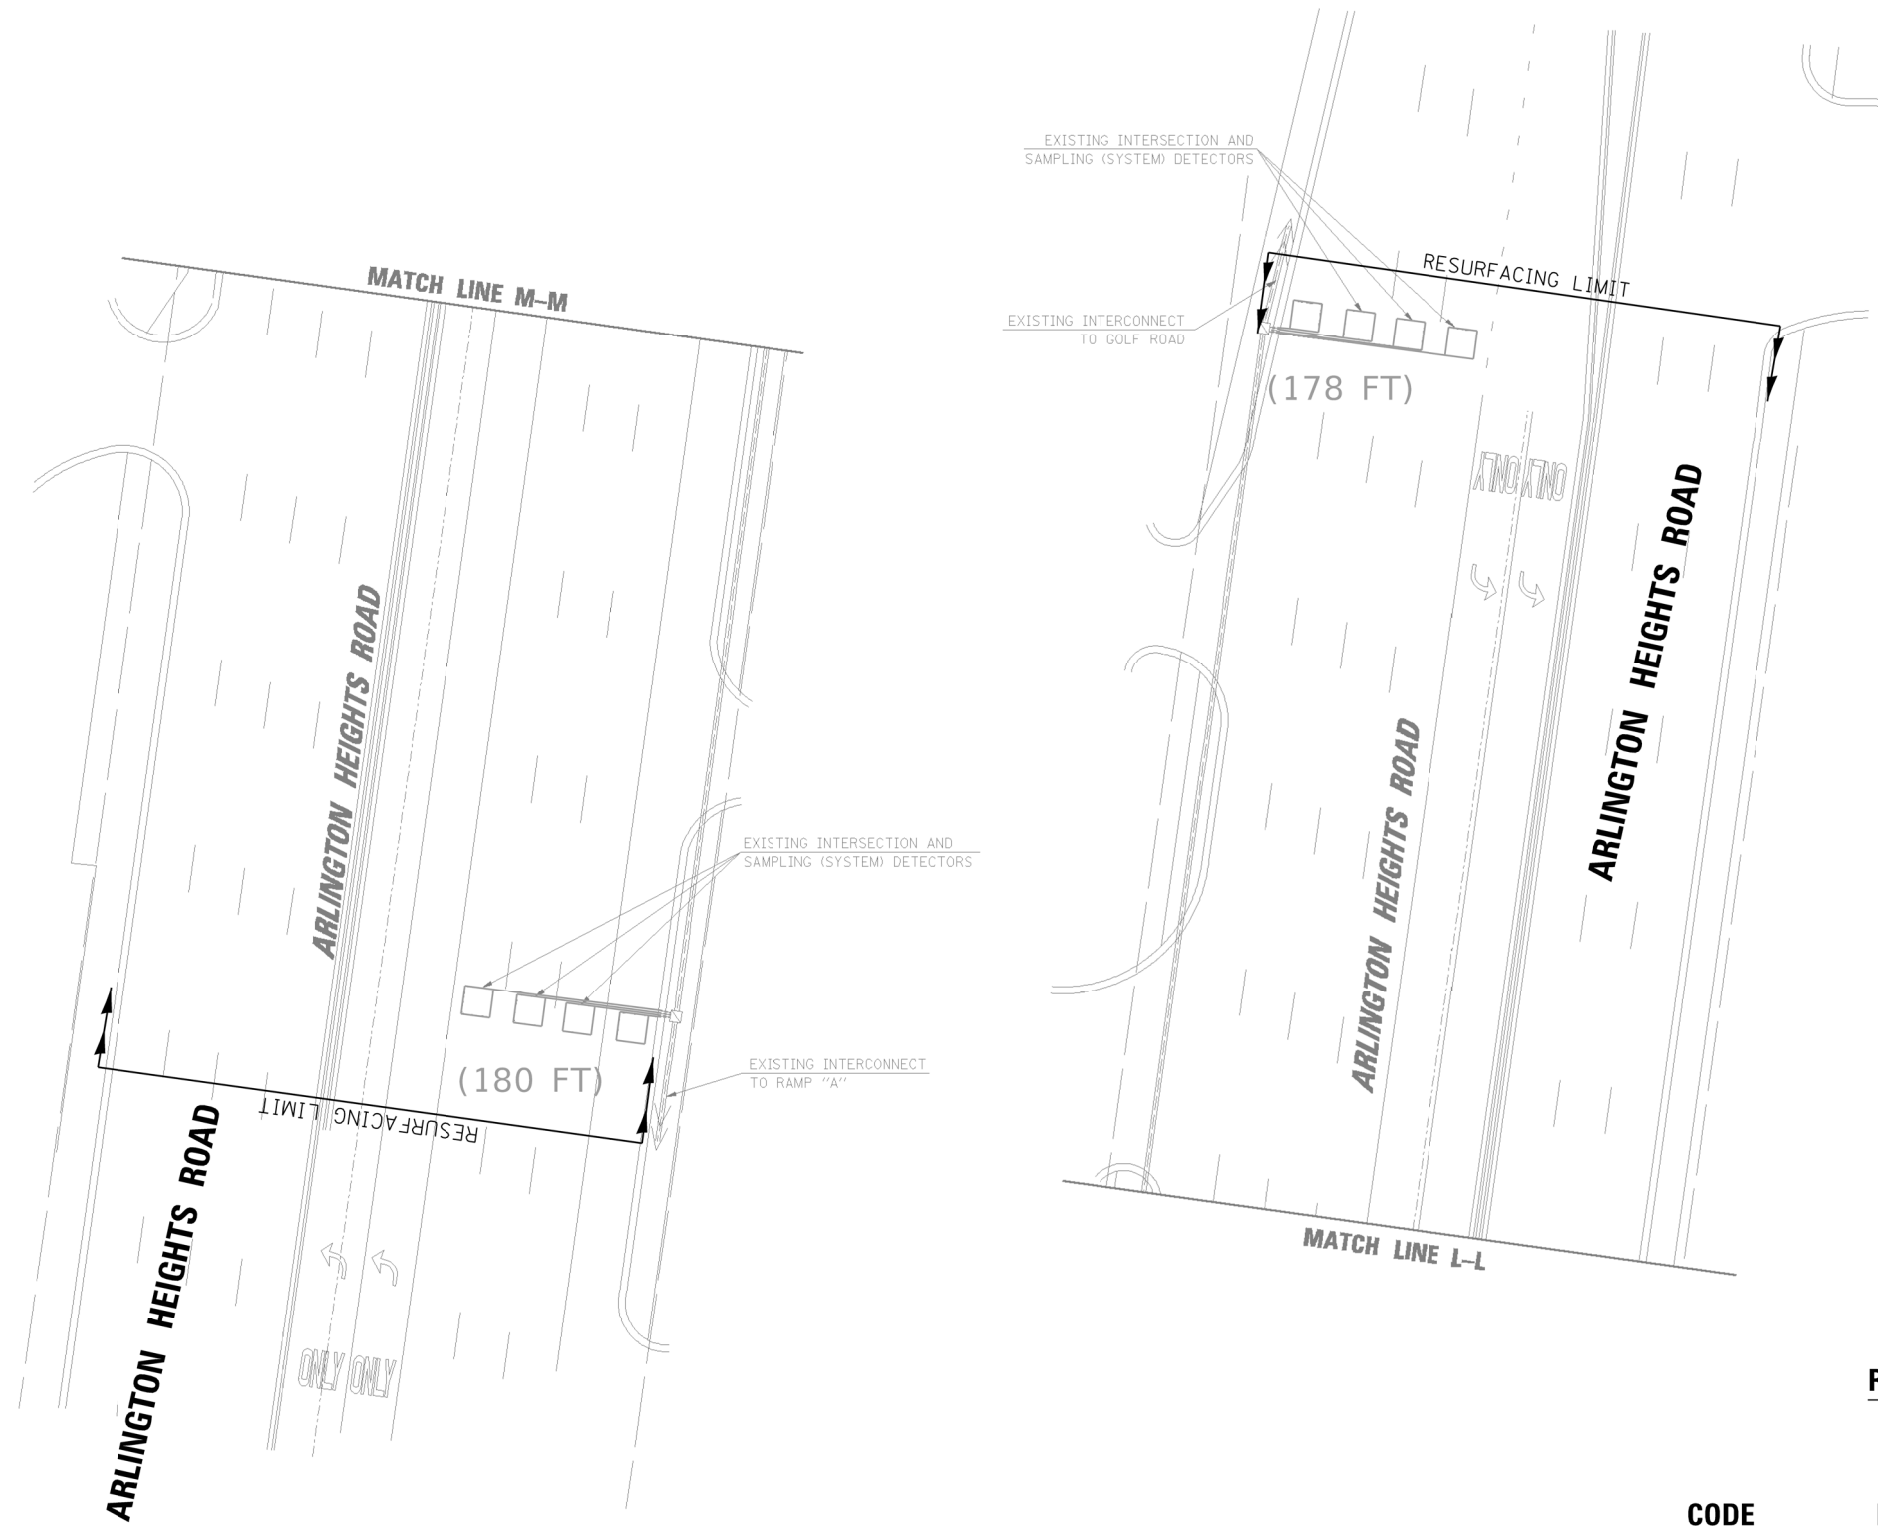 MATCH LINE M-M
ARLINGTON HEIGHTS ROAD
EXISTING INTERSECTION AND
SAMPLING (SYSTEM) DETECTORS
(180 FT)
EXISTING INTERCONNECT
TO RAMP "A"
RESURFACING LIMIT
ARLINGTON HEIGHTS ROAD
ONLY ONLY
EXISTING INTERSECTION AND
SAMPLING (SYSTEM) DETECTORS
RESURFACING LIMIT
EXISTING INTERCONNECT
TO GOLF ROAD
(178 FT)
ONLY ONLY
ARLINGTON HEIGHTS ROAD
ARLINGTON HEIGHTS ROAD
MATCH LINE L-L
CODE